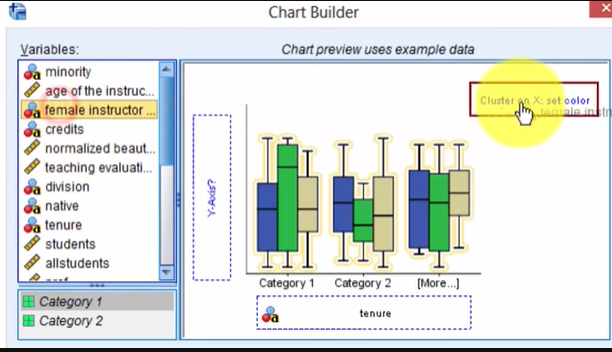 Chart Builder
Variables:
Chart preview uses example data
minority
age of the instruc...
female instructor ...
credits
normalized beaut...
teaching evaluati...
division
native
tenure
students
allstudents
Category 1
Category 2
Cluster on X: set color
female instr
Y-Axis?
Category 1
Category 2
[More...]
tenure